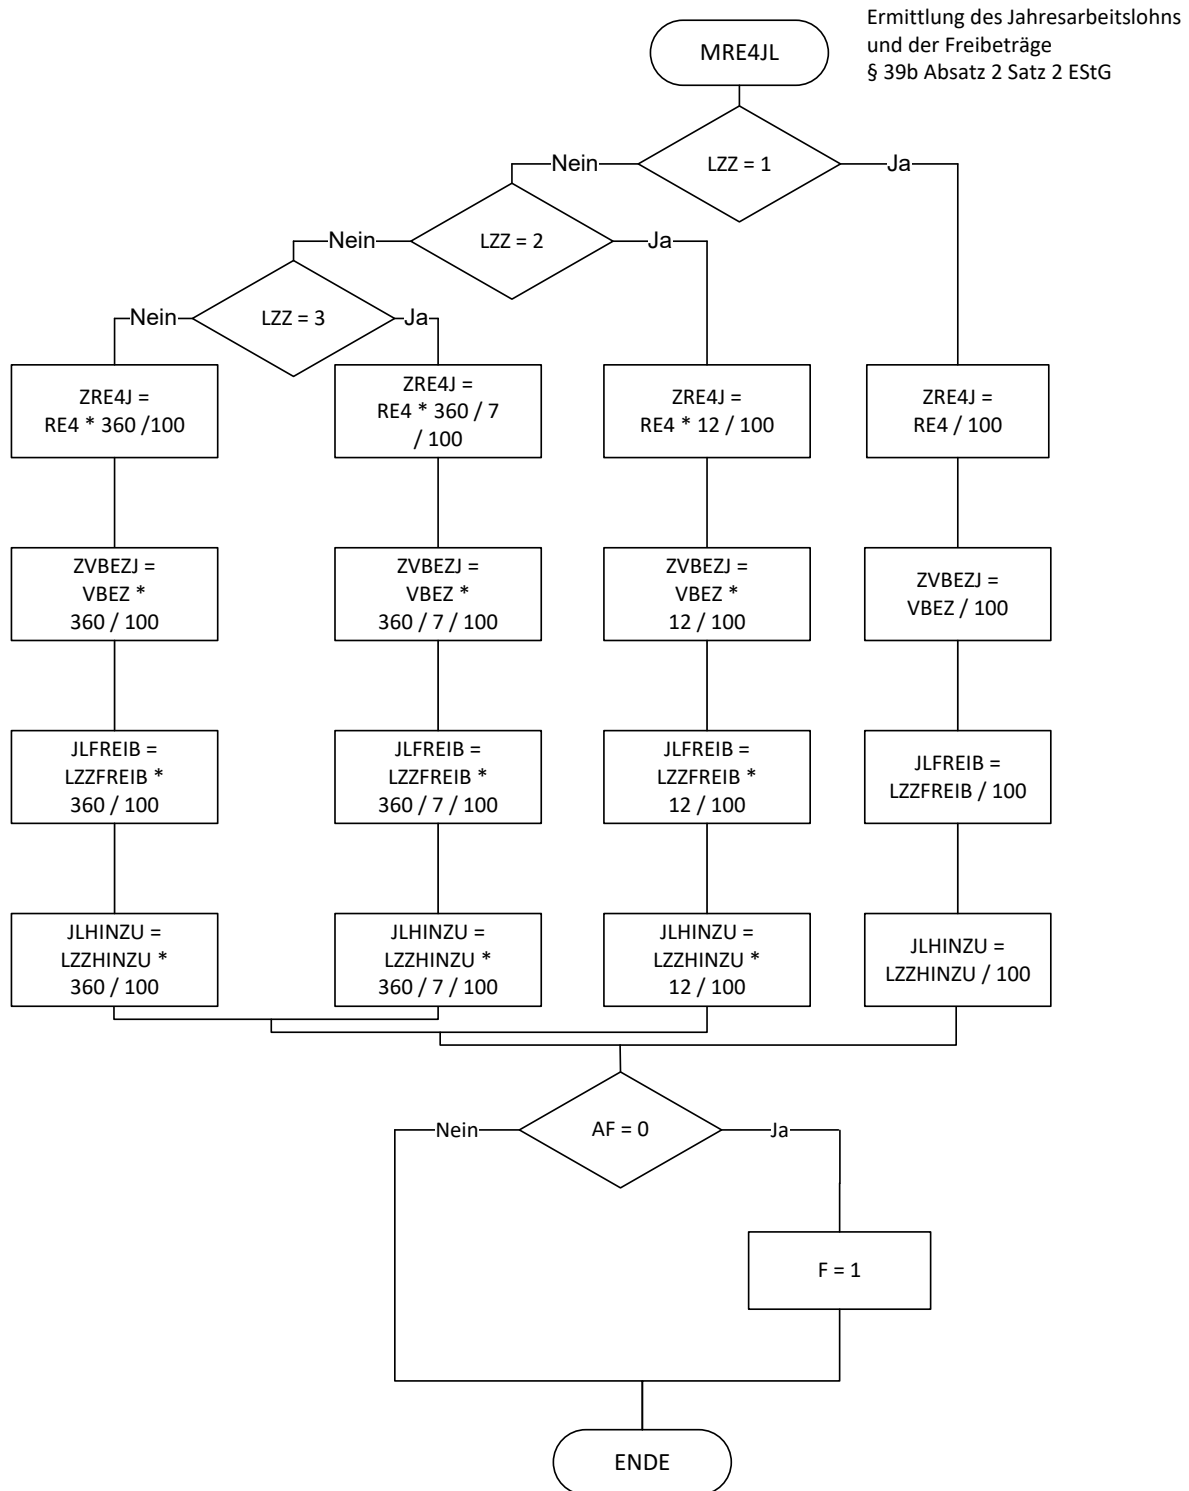 Ermittlung des Jahresarbeitslohns
und der Freibeträge
§ 39b Absatz 2 Satz 2 EStG
MRE4JL
LZZ = 1
Nein
Ja
LZZ = 2
Nein
Ja
LZZ = 3
Nein
Ja
ZRE4J =
RE4 * 360 /100
ZRE4J =
RE4 * 360 / 7
/ 100
ZRE4J =
RE4 * 12 / 100
ZRE4J =
RE4 / 100
ZVBEZJ =
VBEZ *
360 / 100
ZVBEZJ =
VBEZ *
360 / 7 / 100
ZVBEZJ =
VBEZ *
12 / 100
ZVBEZJ =
VBEZ / 100
JLFREIB =
LZZFREIB *
360 / 100
JLFREIB =
LZZFREIB *
360 / 7 / 100
JLFREIB =
LZZFREIB *
12 / 100
JLFREIB =
LZZFREIB / 100
JLHINZU =
LZZHINZU *
360 / 100
JLHINZU =
LZZHINZU *
360 / 7 / 100
JLHINZU =
LZZHINZU *
12 / 100
JLHINZU =
LZZHINZU / 100
AF = 0
Nein
Ja
F = 1
ENDE